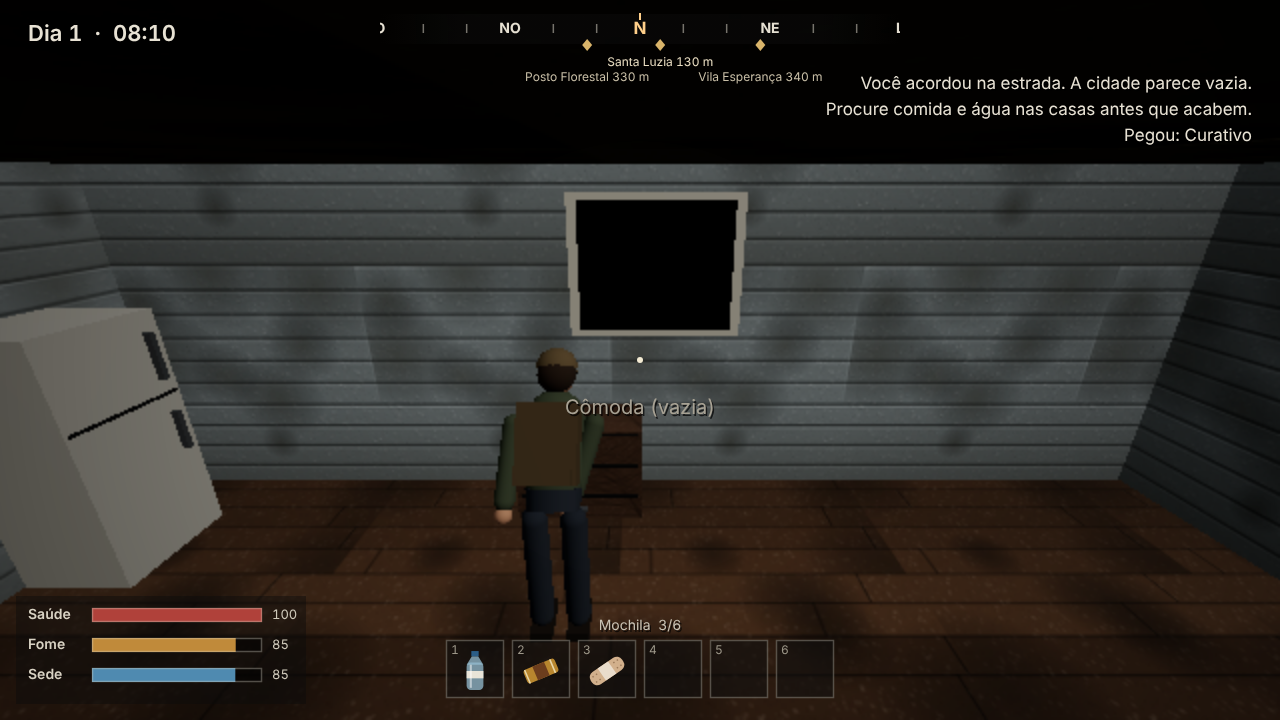 Dia 1 · 08:10
NO
N
NE
Santa Luzia 130 m
Posto Florestal 330 m
Vila Esperança 340 m
Você acordou na estrada. A cidade parece vazia.
Procure comida e água nas casas antes que acabem.
Pegou: Curativo
Cômoda (vazia)
Saúde 100
Fome 85
Sede 85
Mochila 3/6
1 2 3 4 5 6